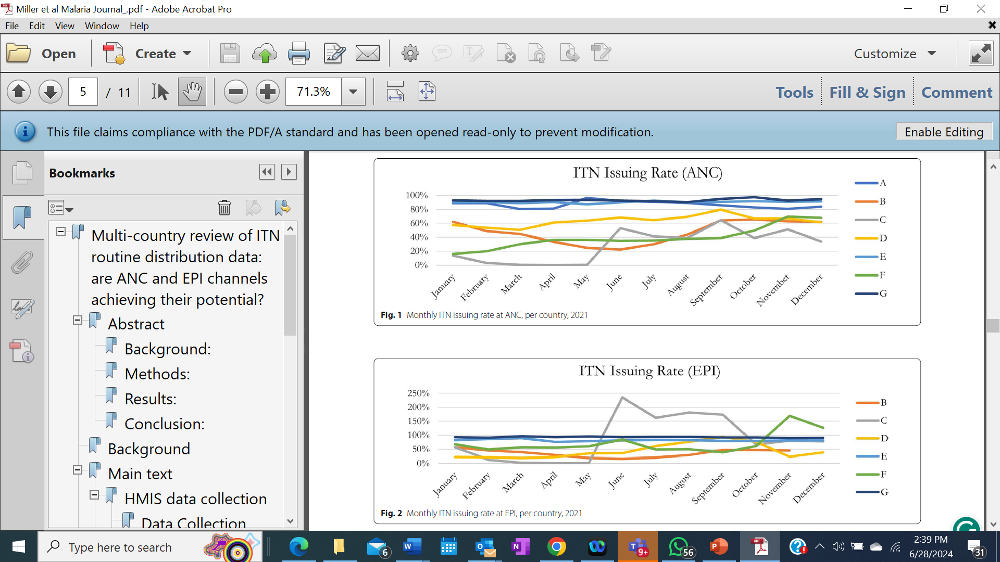 Miller et al Malaria Journal_.pdf - Adobe Acrobat Pro
File Edit View Window Help
Open Create Customize
5 / 11 71.3% Tools Fill & Sign Comment
This file claims compliance with the PDF/A standard and has been opened read-only to prevent modification. Enable Editing
Bookmarks
Multi-country review of ITN
routine distribution data:
are ANC and EPI channels
achieving their potential?
Abstract
Background:
Methods:
Results:
Conclusion:
Background
Main text
HMIS data collection
Data Collection
ITN Issuing Rate (ANC)
100%
80%
60%
40%
20%
0%
January February March April May June July August September October November December
A
B
C
D
E
F
G
Fig. 1 Monthly ITN issuing rate at ANC, per country, 2021
ITN Issuing Rate (EPI)
250%
200%
150%
100%
50%
0%
January February March April May June July August September October November December
B
C
D
E
F
G
Fig. 2 Monthly ITN issuing rate at EPI, per country, 2021
Type here to search
6
9+
56
2:39 PM
6/28/2024
31